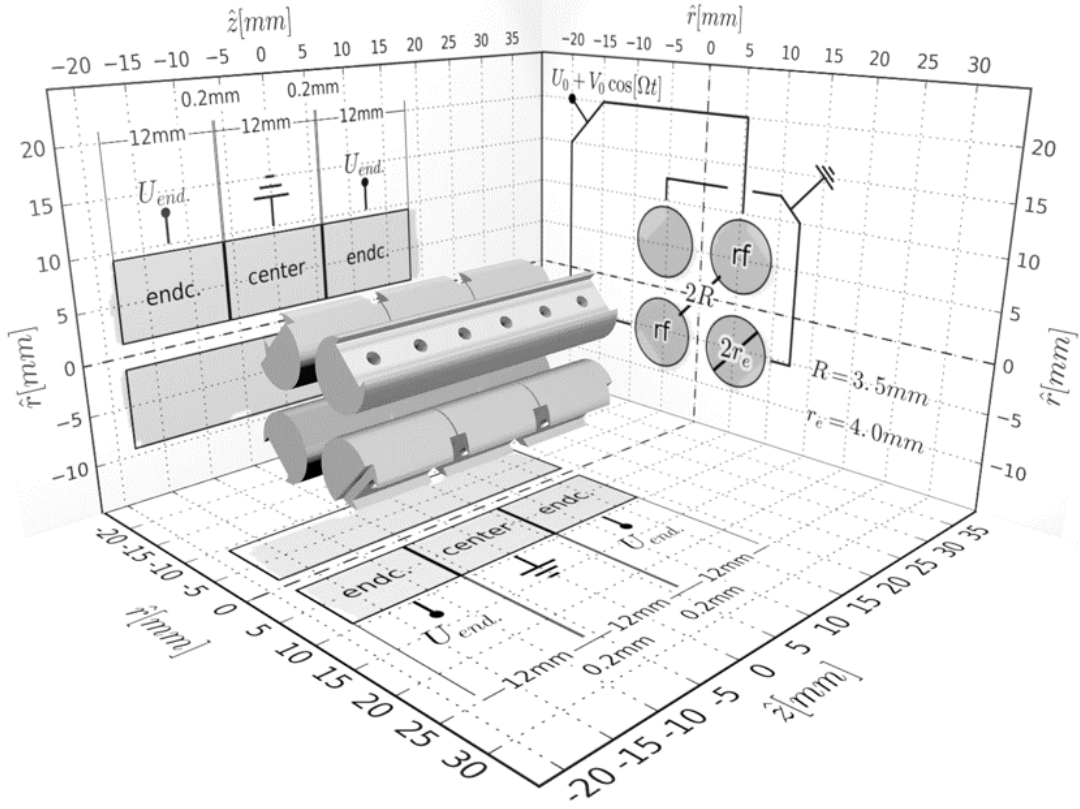 ẑ[mm]
−20 −15 −10 −5 0 5 10 15 20 25 30 35
0.2mm 0.2mm
12mm 12mm 12mm
U_end. U_end.
endc. center endc.
20
15
10
5
0
−5
−10
r̂[mm]
r̂[mm]
−20 −15 −10 −5 0 5 10 15 20 25 30
U₀+V₀cos[Ωt]
rf
2R
rf
2rₑ
R=3.5mm
rₑ=4.0mm
20
15
10
5
0
−5
−10
r̂[mm]
endc. center endc.
U_end. U_end.
12mm 12mm 12mm
0.2mm 0.2mm
-20 -15 -10 -5 0 5 10 15 20 25 30
r̂[mm]
-20 -15 -10 -5 0 5 10 15 20 25 30 35
ẑ[mm]